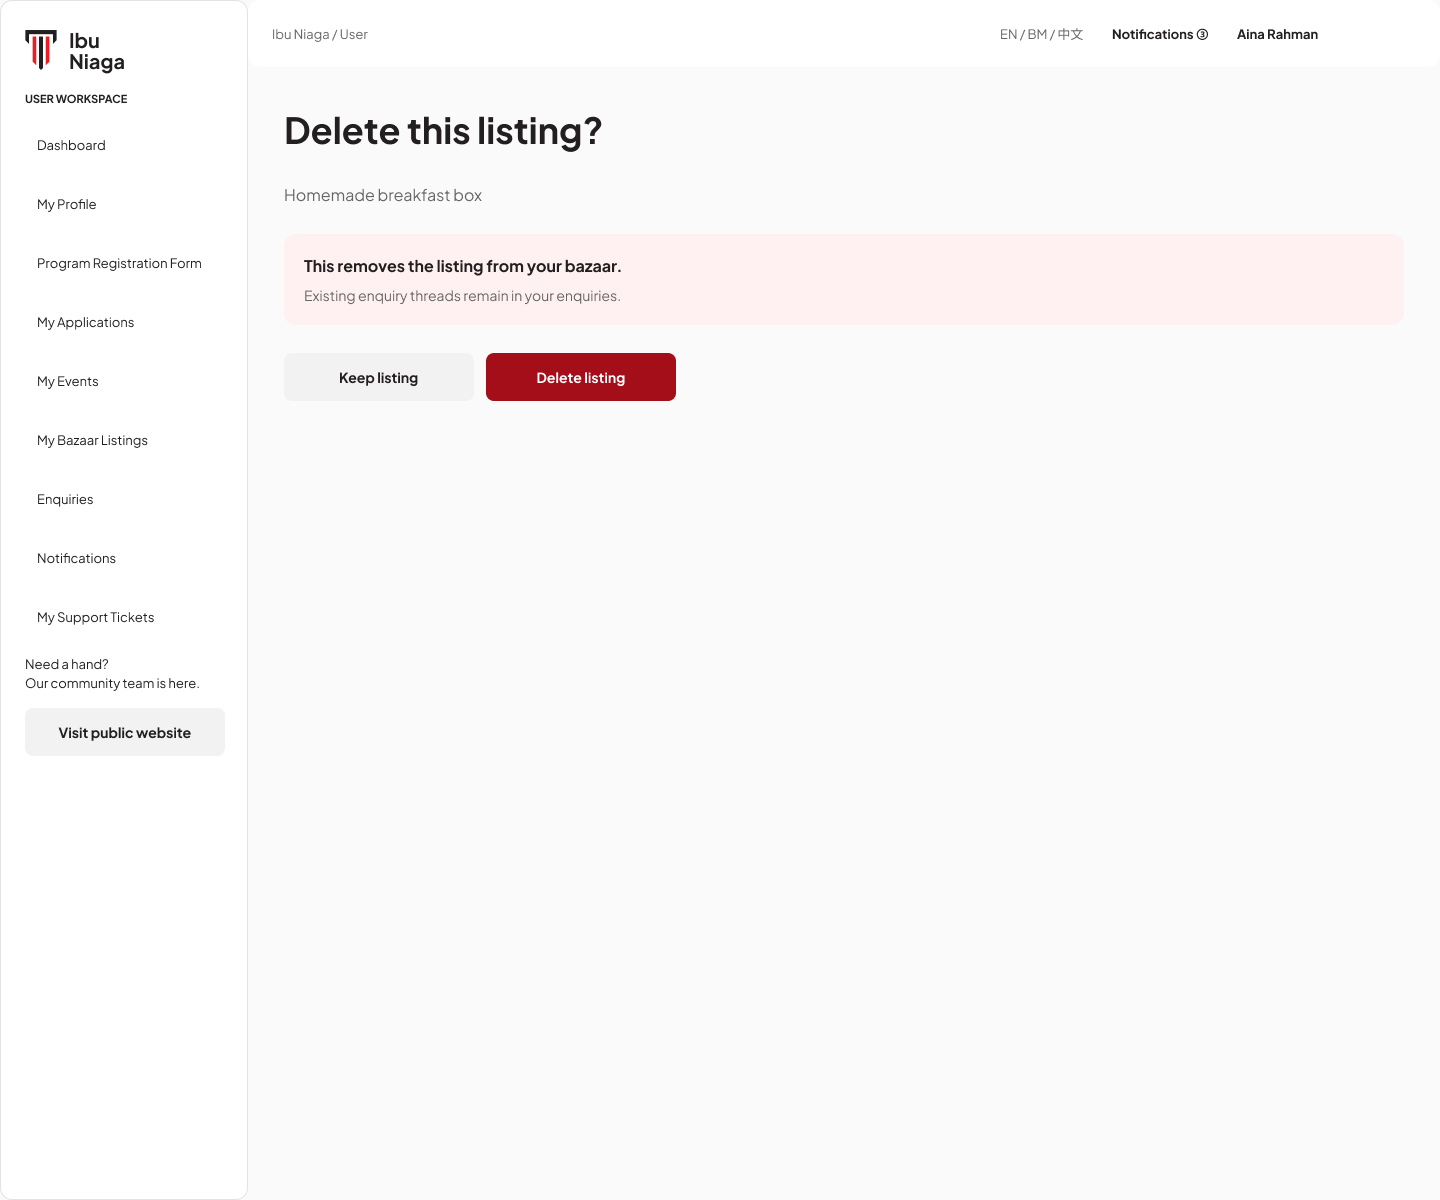 Ibu
Niaga
USER WORKSPACE
Dashboard
My Profile
Program Registration Form
My Applications
My Events
My Bazaar Listings
Enquiries
Notifications
My Support Tickets
Need a hand?
Our community team is here.
Visit public website
Ibu Niaga / User
EN / BM / 中文
Notifications ③
Aina Rahman
Delete this listing?
Homemade breakfast box
This removes the listing from your bazaar.
Existing enquiry threads remain in your enquiries.
Keep listing
Delete listing